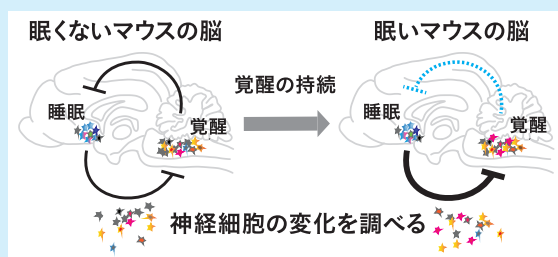 眠くないマウスの脳
眠いマウスの脳
覚醒の持続
睡眠
覚醒
睡眠
覚醒
神経細胞の変化を調べる